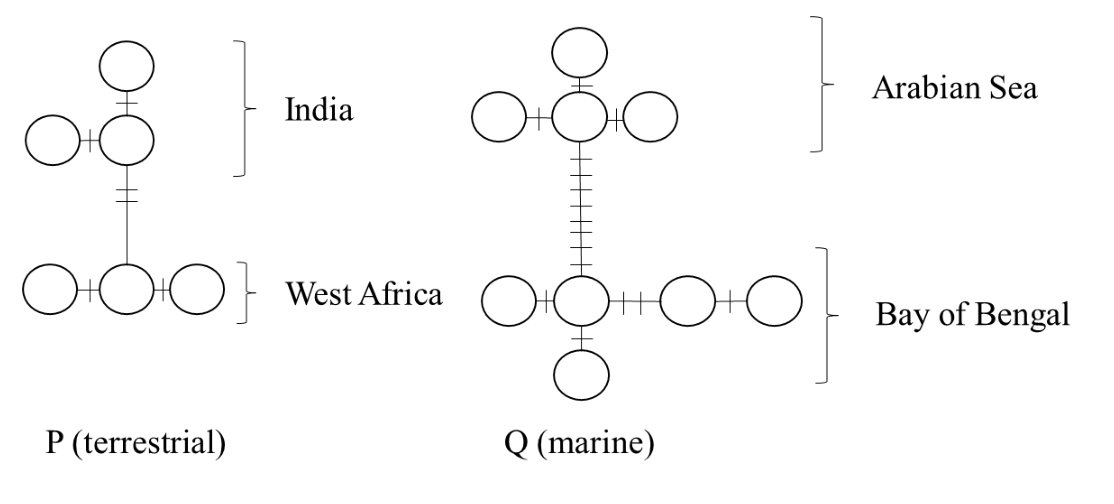 India
West Africa
P (terrestrial)
Arabian Sea
Bay of Bengal
Q (marine)